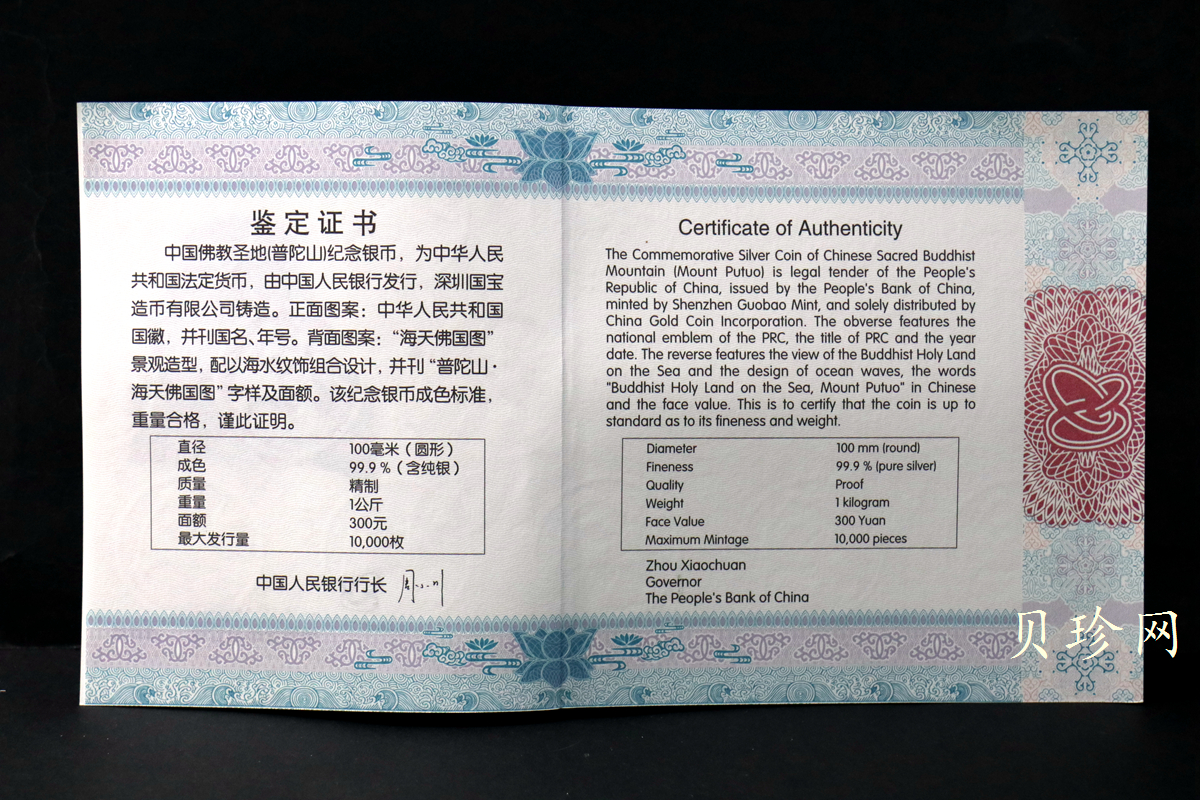 鉴定证书
中国佛教圣地(普陀山)纪念银币，为中华人民
共和国法定货币，由中国人民银行发行，深圳国宝
造币有限公司铸造。正面图案：中华人民共和国
国徽，并刊国名、年号。背面图案：“海天佛国图”
景观造型，配以海水纹饰组合设计，并刊“普陀山·
海天佛国图”字样及面额。该纪念银币成色标准，
重量合格，谨此证明。
直径 100毫米（圆形）
成色 99.9 %（含纯银）
质量 精制
重量 1公斤
面额 300元
最大发行量 10,000枚
中国人民银行行长
Certificate of Authenticity
The Commemorative Silver Coin of Chinese Sacred Buddhist
Mountain (Mount Putuo) is legal tender of the People's
Republic of China, issued by the People's Bank of China,
minted by Shenzhen Guobao Mint, and solely distributed by
China Gold Coin Incorporation. The obverse features the
national emblem of the PRC, the title of PRC and the year
date. The reverse features the view of the Buddhist Holy Land
on the Sea and the design of ocean waves, the words
"Buddhist Holy Land on the Sea, Mount Putuo" in Chinese
and the face value. This is to certify that the coin is up to
standard as to its fineness and weight.
Diameter 100 mm (round)
Fineness 99.9 % (pure silver)
Quality Proof
Weight 1 kilogram
Face Value 300 Yuan
Maximum Mintage 10,000 pieces
Zhou Xiaochuan
Governor
The People's Bank of China
贝珍网